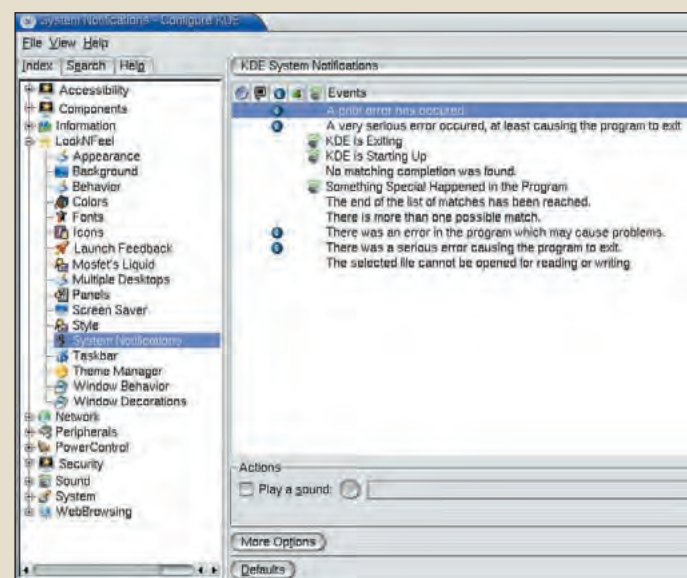 System Notifications - Configure KDE
File View Help
Index Search Help
Accessibility
Components
Information
LookNFeel
Appearance
Background
Behavior
Colors
Fonts
Icons
Launch Feedback
Mosfet's Liquid
Multiple Desktops
Panels
Screen Saver
Style
System Notifications
Taskbar
Theme Manager
Window Behavior
Window Decorations
Network
Peripherals
PowerControl
Security
Sound
System
WebBrowsing
KDE System Notifications
Events
A prior error has occured
A very serious error occured, at least causing the program to exit
KDE is Exiting
KDE is Starting Up
No matching completion was found.
Something Special Happened in the Program
The end of the list of matches has been reached.
There is more than one possible match.
There was an error in the program which may cause problems.
There was a serious error causing the program to exit.
The selected file cannot be opened for reading or writing
Actions
Play a sound:
More Options
Defaults